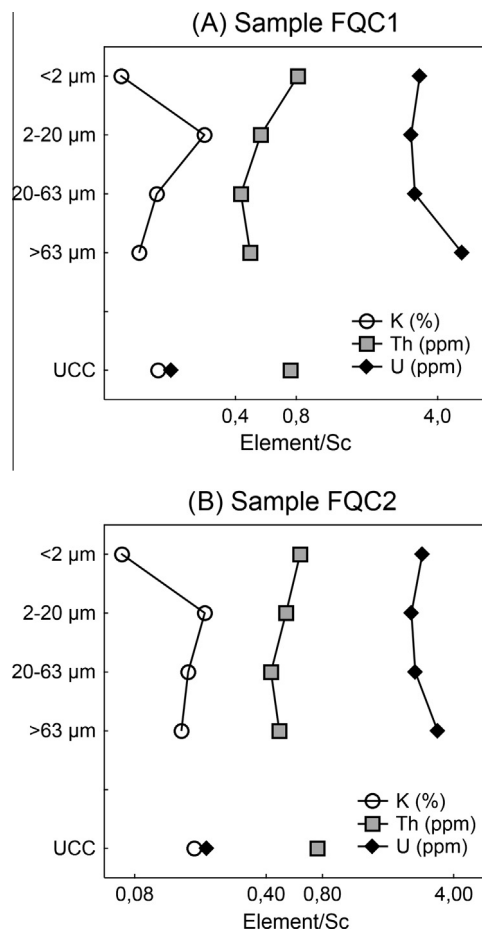 (A) Sample FQC1
<2 µm
2-20 µm
20-63 µm
>63 µm
K (%)
Th (ppm)
UCC
U (ppm)
0,4 0,8 4,0
Element/Sc
(B) Sample FQC2
<2 µm
2-20 µm
20-63 µm
>63 µm
K (%)
Th (ppm)
UCC
U (ppm)
0,08 0,40 0,80 4,00
Element/Sc